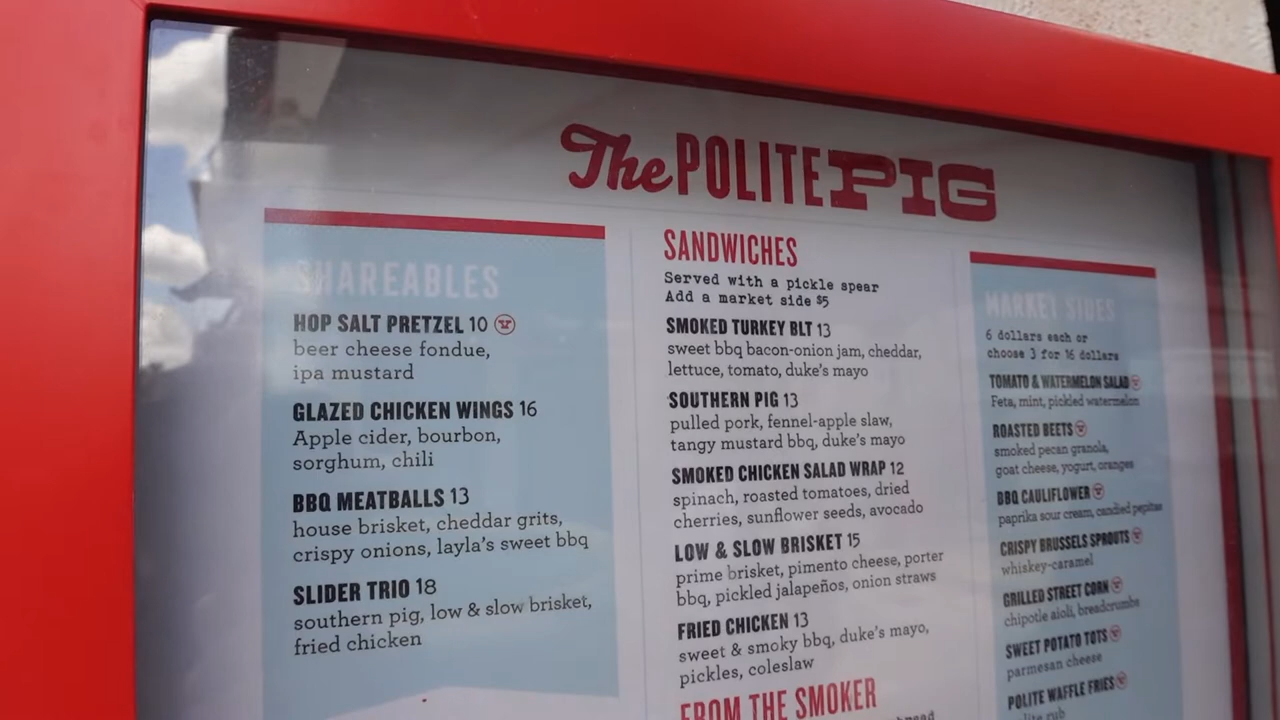 The POLITE PIG
SHAREABLES
HOP SALT PRETZEL 10
beer cheese fondue,
ipa mustard
GLAZED CHICKEN WINGS 16
Apple cider, bourbon,
sorghum, chili
BBQ MEATBALLS 13
house brisket, cheddar grits,
crispy onions, layla's sweet bbq
SLIDER TRIO 18
southern pig, low & slow brisket,
fried chicken
SANDWICHES
Served with a pickle spear
Add a market side $5
SMOKED TURKEY BLT 13
sweet bbq bacon-onion jam, cheddar,
lettuce, tomato, duke's mayo
SOUTHERN PIG 13
pulled pork, fennel-apple slaw,
tangy mustard bbq, duke's mayo
SMOKED CHICKEN SALAD WRAP 12
spinach, roasted tomatoes, dried
cherries, sunflower seeds, avocado
LOW & SLOW BRISKET 15
prime brisket, pimento cheese, porter
bbq, pickled jalapeños, onion straws
FRIED CHICKEN 13
sweet & smoky bbq, duke's mayo,
pickles, coleslaw
FROM THE SMOKER
MARKET SIDES
6 dollars each or
choose 3 for 16 dollars
TOMATO & WATERMELON SALAD
Feta, mint, pickled watermelon
ROASTED BEETS
smoked pecan granola,
goat cheese, yogurt, oranges
BBQ CAULIFLOWER
paprika sour cream, candied pepitas
CRISPY BRUSSELS SPROUTS
whiskey-caramel
GRILLED STREET CORN
chipotle aioli, breadcrumbs
SWEET POTATO TOTS
parmesan cheese
POLITE WAFFLE FRIES